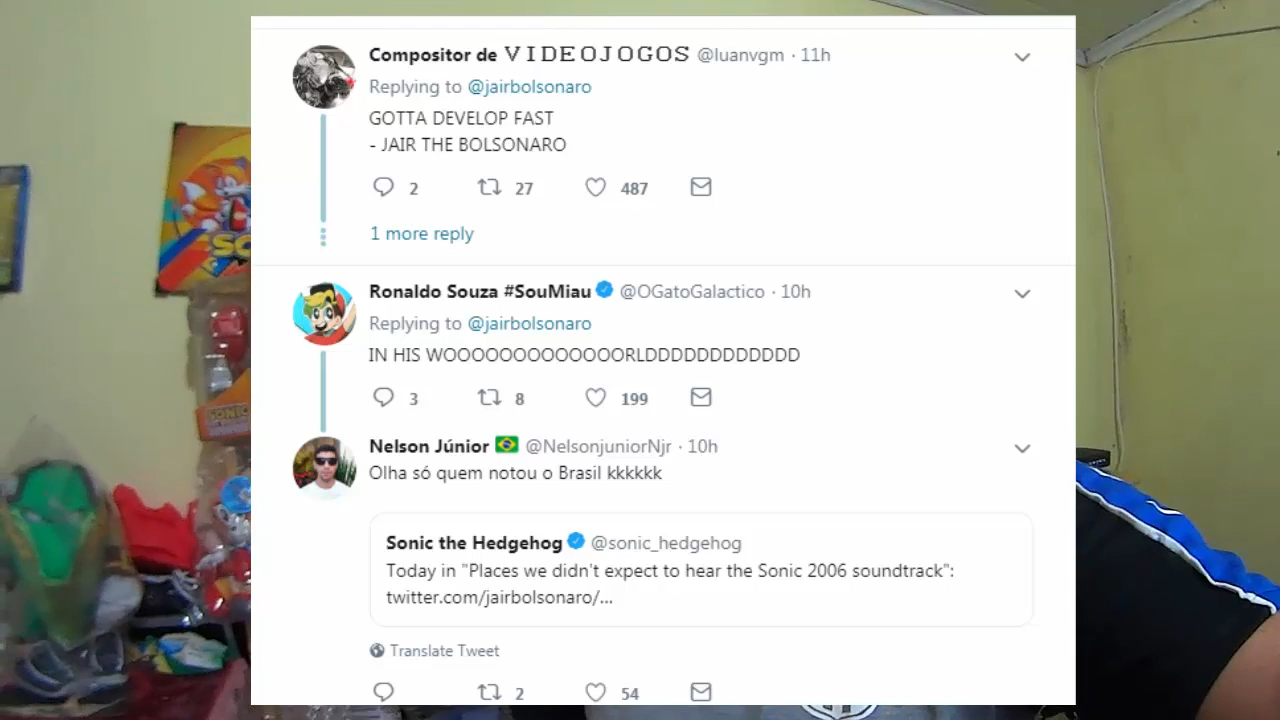 Compositor de VIDEOJOGOS @luanvgm · 11h
Replying to @jairbolsonaro
GOTTA DEVELOP FAST
- JAIR THE BOLSONARO
2 27 487
1 more reply
Ronaldo Souza #SouMiau @OGatoGalactico · 10h
Replying to @jairbolsonaro
IN HIS WOOOOOOOOOOOOORLDDDDDDDDDDDD
3 8 199
Nelson Júnior @NelsonjuniorNjr · 10h
Olha só quem notou o Brasil kkkkkk
Sonic the Hedgehog @sonic_hedgehog
Today in "Places we didn't expect to hear the Sonic 2006 soundtrack":
twitter.com/jairbolsonaro/...
Translate Tweet
2 54
SONIC